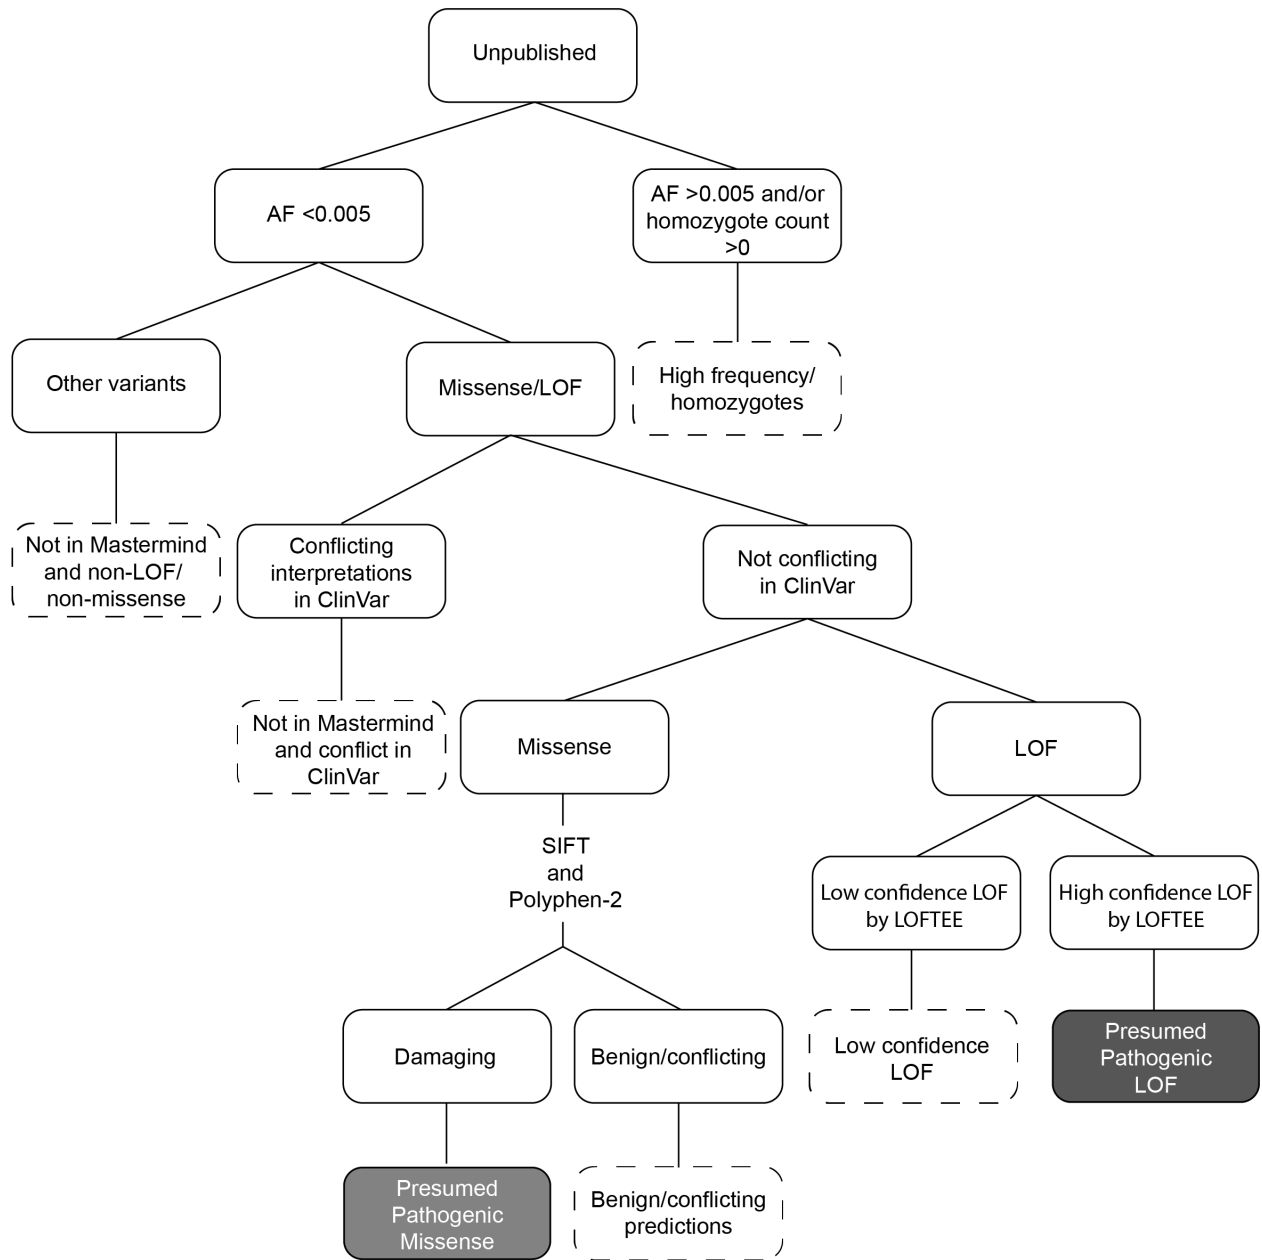 Unpublished
AF <0.005
AF >0.005 and/or
homozygote count
>0
Other variants
Missense/LOF
High frequency/
homozygotes
Not in Mastermind
and non-LOF/
non-missense
Conflicting
interpretations
in ClinVar
Not conflicting
in ClinVar
Not in Mastermind
and conflict in
ClinVar
Missense
LOF
SIFT
and
Polyphen-2
Low confidence LOF
by LOFTEE
High confidence LOF
by LOFTEE
Damaging
Benign/conflicting
Low confidence
LOF
Presumed
Pathogenic
LOF
Presumed
Pathogenic
Missense
Benign/conflicting
predictions